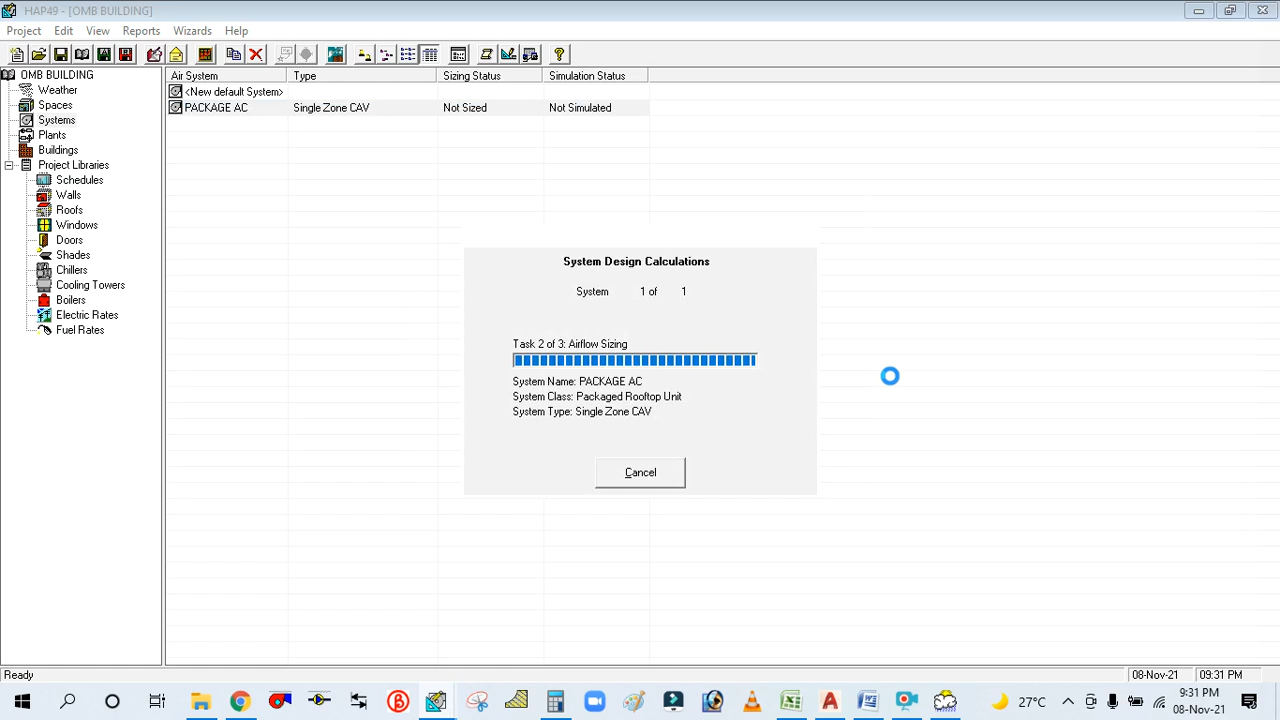 HAP49 - [OMB BUILDING]
Project Edit View Reports Wizards Help
OMB BUILDING
Weather
Spaces
Systems
Plants
Buildings
Project Libraries
Schedules
Walls
Roofs
Windows
Doors
Shades
Chillers
Cooling Towers
Boilers
Electric Rates
Fuel Rates
Air System Type Sizing Status Simulation Status
<New default System>
PACKAGE AC Single Zone CAV Not Sized Not Simulated
System Design Calculations
System 1 of 1
Task 2 of 3: Airflow Sizing
System Name: PACKAGE AC
System Class: Packaged Rooftop Unit
System Type: Single Zone CAV
Cancel
Ready 08-Nov-21 09:31 PM
27°C
9:31 PM
08-Nov-21